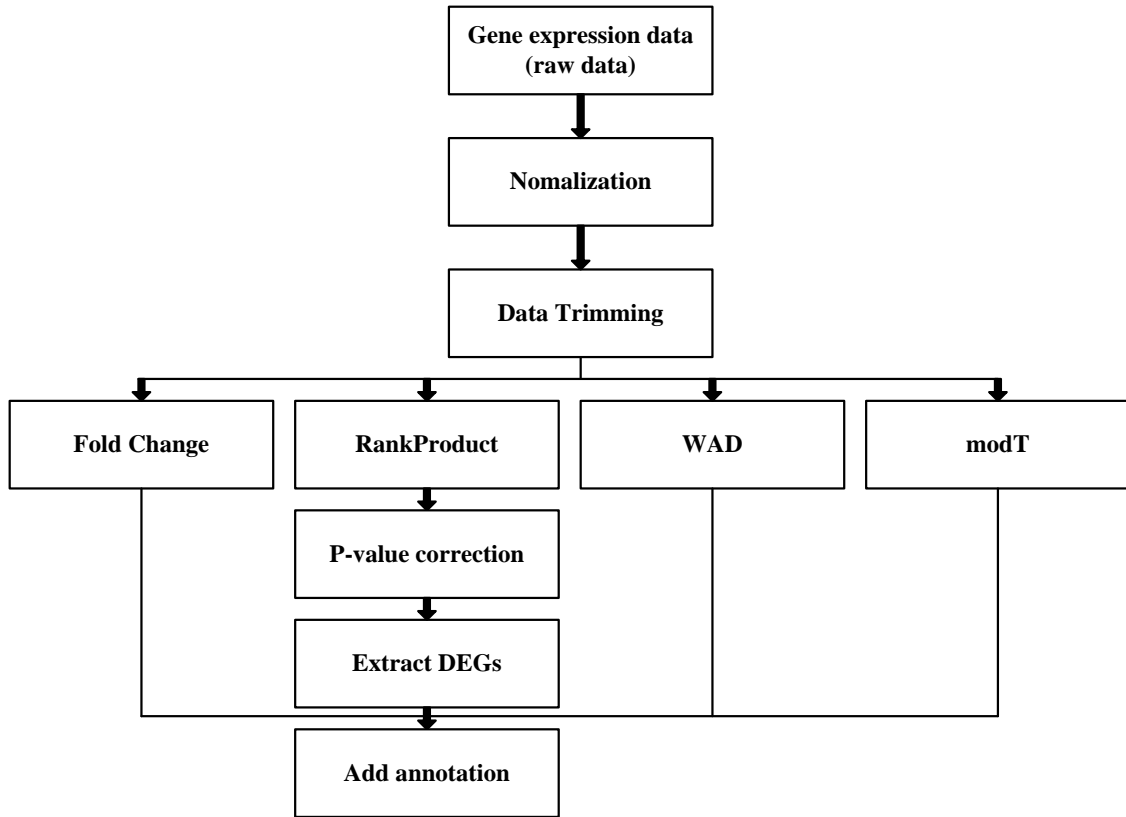 Gene expression data
(raw data)
Nomalization
Data Trimming
Fold Change
RankProduct
WAD
modT
P-value correction
Extract DEGs
Add annotation